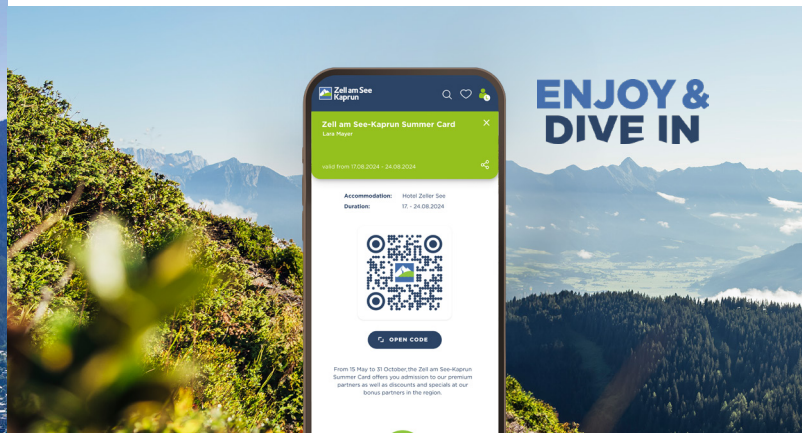 Zell am See
Kaprun
ENJOY &
DIVE IN
Zell am See-Kaprun Summer Card
Lara Mayer
valid from 17.08.2024 - 24.08.2024
Accommodation: Hotel Zeller See
Duration: 17. - 24.08.2024
OPEN CODE
From 15 May to 31 October, the Zell am See-Kaprun
Summer Card offers you admission to our premium
partners as well as discounts and specials at our
bonus partners in the region.